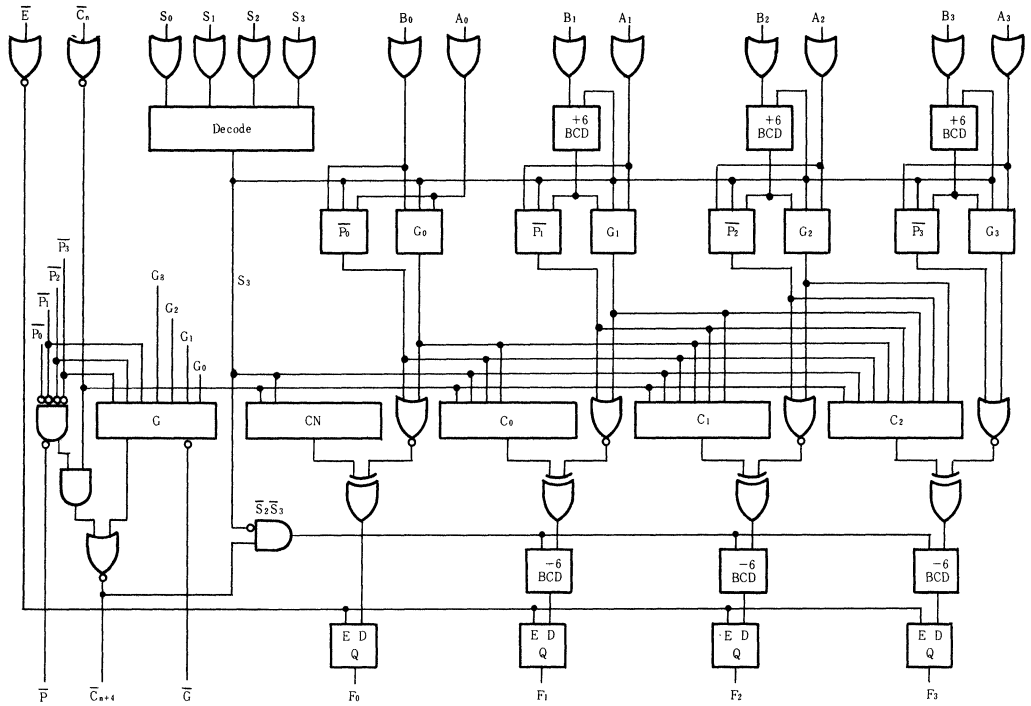 E̅ C̅ₙ S₀ S₁ S₂ S₃ B₀ A₀ B₁ A₁ B₂ A₂ B₃ A₃
Decode
+6 +6 +6
BCD BCD BCD
P̅₀ G₀ P̅₁ G₁ P̅₂ G₂ P̅₃ G₃
P̅₃
P̅₂ G₈ S₃
P̅₁ G₂
P̅₀ G₁
G₀
G CN C₀ C₁ C₂
S̅₂S̅₃
−6 −6 −6
BCD BCD BCD
E D E D E D E D
Q Q Q Q
P̅ C̅ₙ₊₄ G̅ F₀ F₁ F₂ F₃